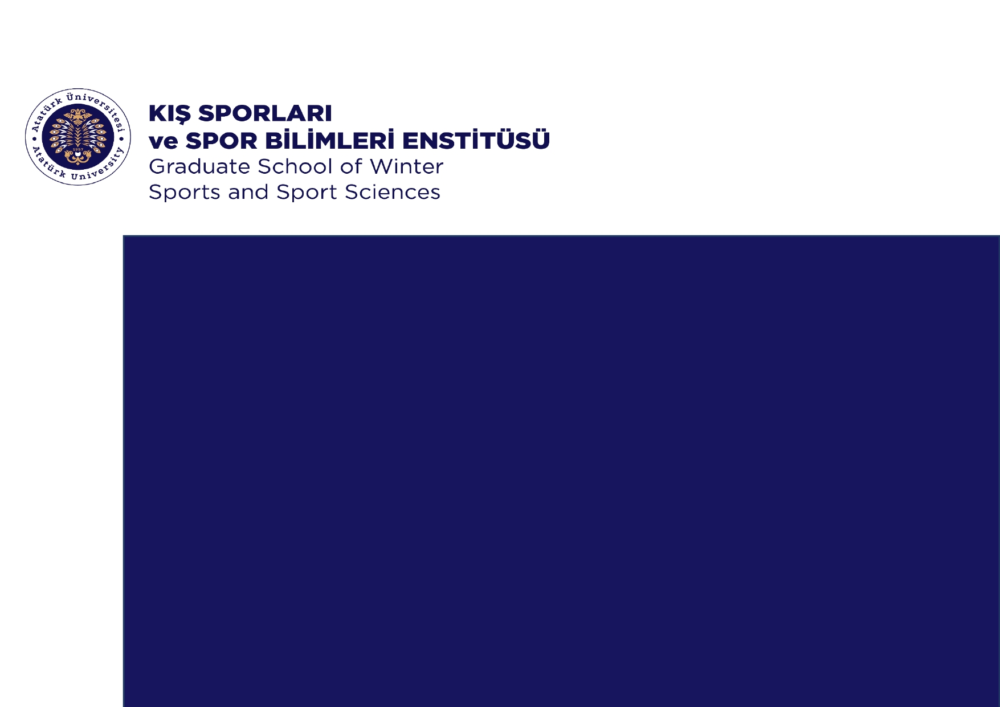 Atatürk Üniversitesi
1957
Atatürk University
KIŞ SPORLARI
ve SPOR BİLİMLERİ ENSTİTÜSÜ
Graduate School of Winter
Sports and Sport Sciences